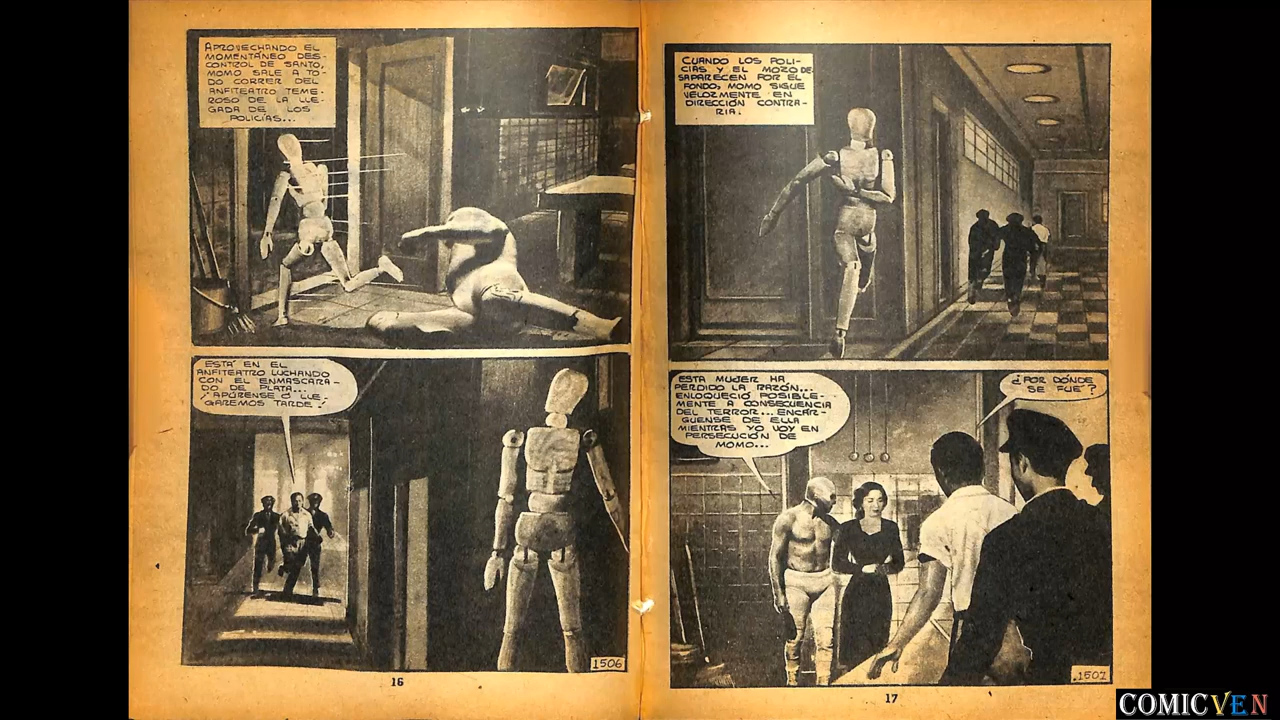 APROVECHANDO EL
MOMENTÁNEO DES-
CONTROL DE SANTO,
MOMO SALE A TO-
DO CORRER DEL
ANFITEATRO TEME-
ROSO DE LA LLE-
GADA DE LOS
POLICÍAS...
ESTÁ EN EL
ANFITEATRO LUCHANDO
CON EL ENMASCARA-
DO DE PLATA...
¡APÚRENSE Ó LLE-
GAREMOS TARDE!
1506
16
CUANDO LOS POLI-
CÍAS Y EL MOZO DE-
SAPARECEN POR EL
FONDO, MOMO SIGUE
VELOZMENTE EN
DIRECCIÓN CONTRA-
RIA.
ESTA MUJER HA
PERDIDO LA RAZÓN...
ENLOQUECIÓ POSIBLE-
MENTE A CONSECUENCIA
DEL TERROR... ENCÁR-
GUENSE DE ELLA
MIENTRAS YO VOY EN
PERSECUCIÓN DE
MOMO...
¿POR DÓNDE
SE FUÉ?
1507
17
COMICVEN